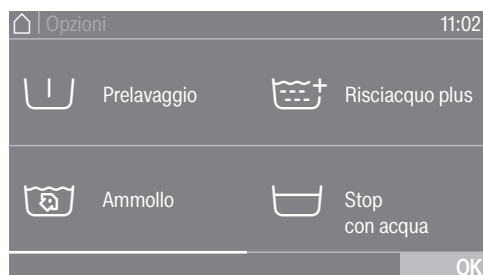 Opzioni
11:02
Prelavaggio
Risciacquo plus
Ammollo
Stop
con acqua
OK